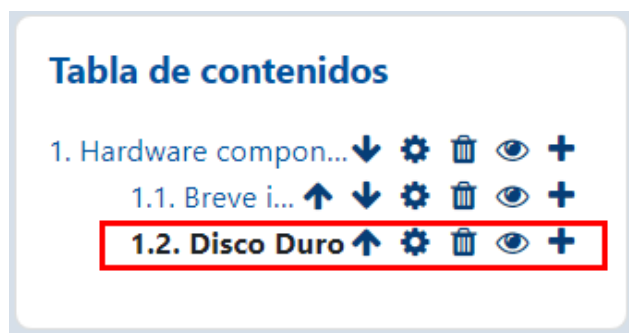 Tabla de contenidos
1. Hardware compon...
1.1. Breve i...
1.2. Disco Duro